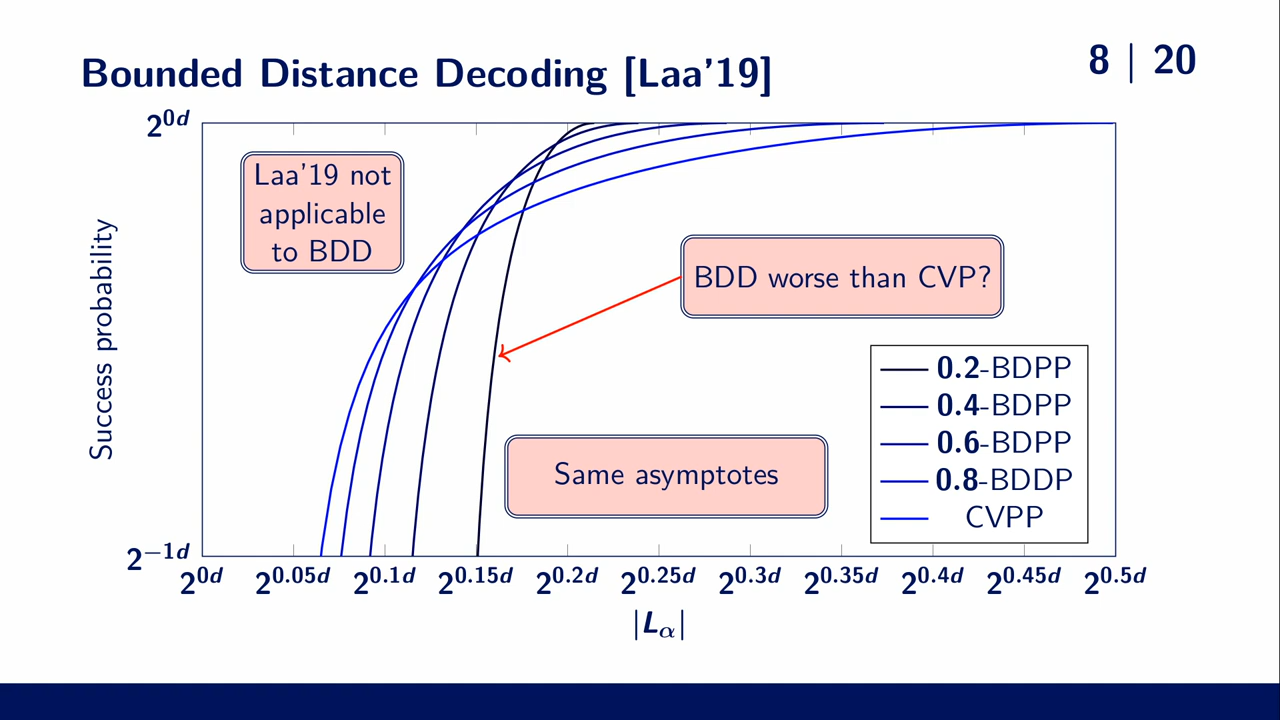 Bounded Distance Decoding [Laa'19]
8 | 20
2^0d
Laa'19 not
applicable
to BDD
BDD worse than CVP?
Success probability
0.2-BDPP
0.4-BDPP
0.6-BDPP
0.8-BDDP
CVPP
Same asymptotes
2^−1d
2^0d 2^0.05d 2^0.1d 2^0.15d 2^0.2d 2^0.25d 2^0.3d 2^0.35d 2^0.4d 2^0.45d 2^0.5d
|L_α|